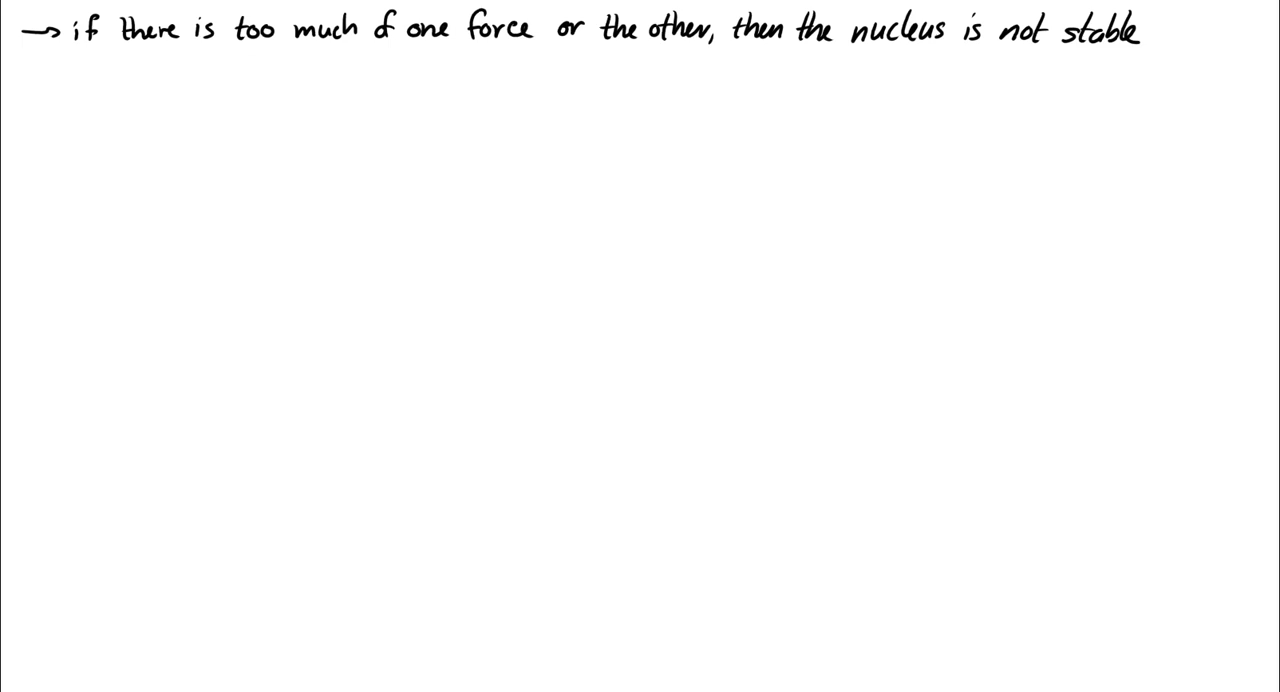 → if there is too much of one force or the other, then the nucleus is not stable